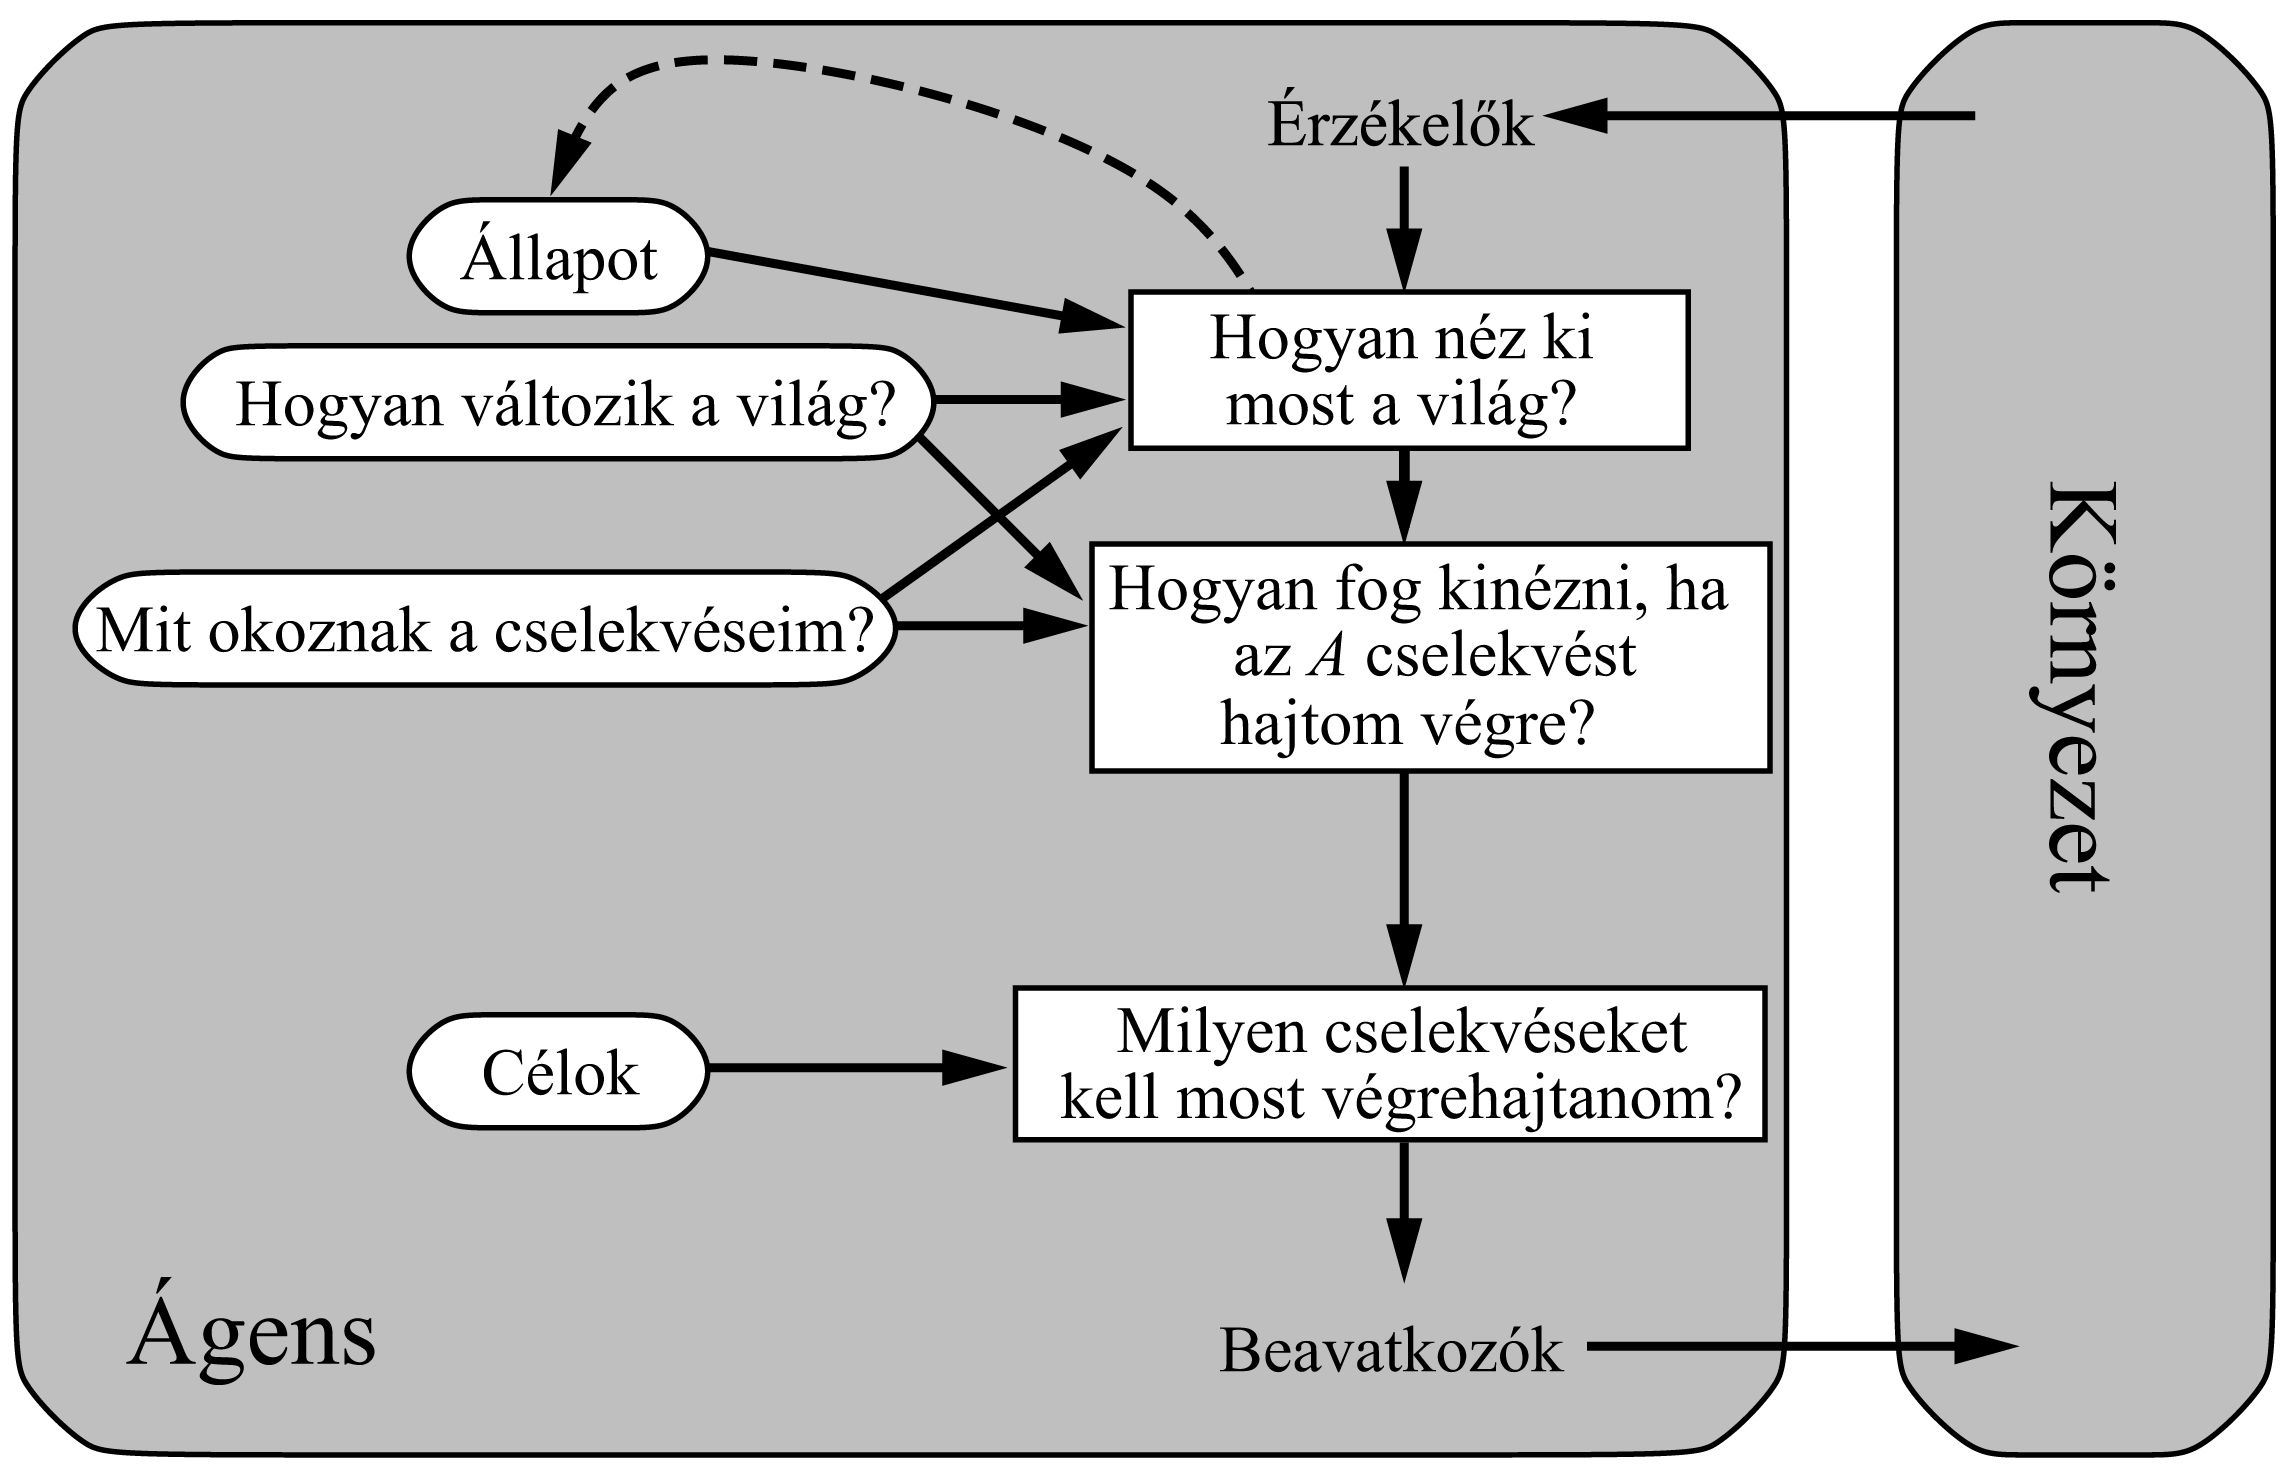 Érzékelők
Állapot
Hogyan néz ki
most a világ?
Hogyan változik a világ?
Hogyan fog kinézni, ha
az A cselekvést
hajtom végre?
Mit okoznak a cselekvéseim?
Milyen cselekvéseket
kell most végrehajtanom?
Célok
Ágens
Beavatkozók
Környezet